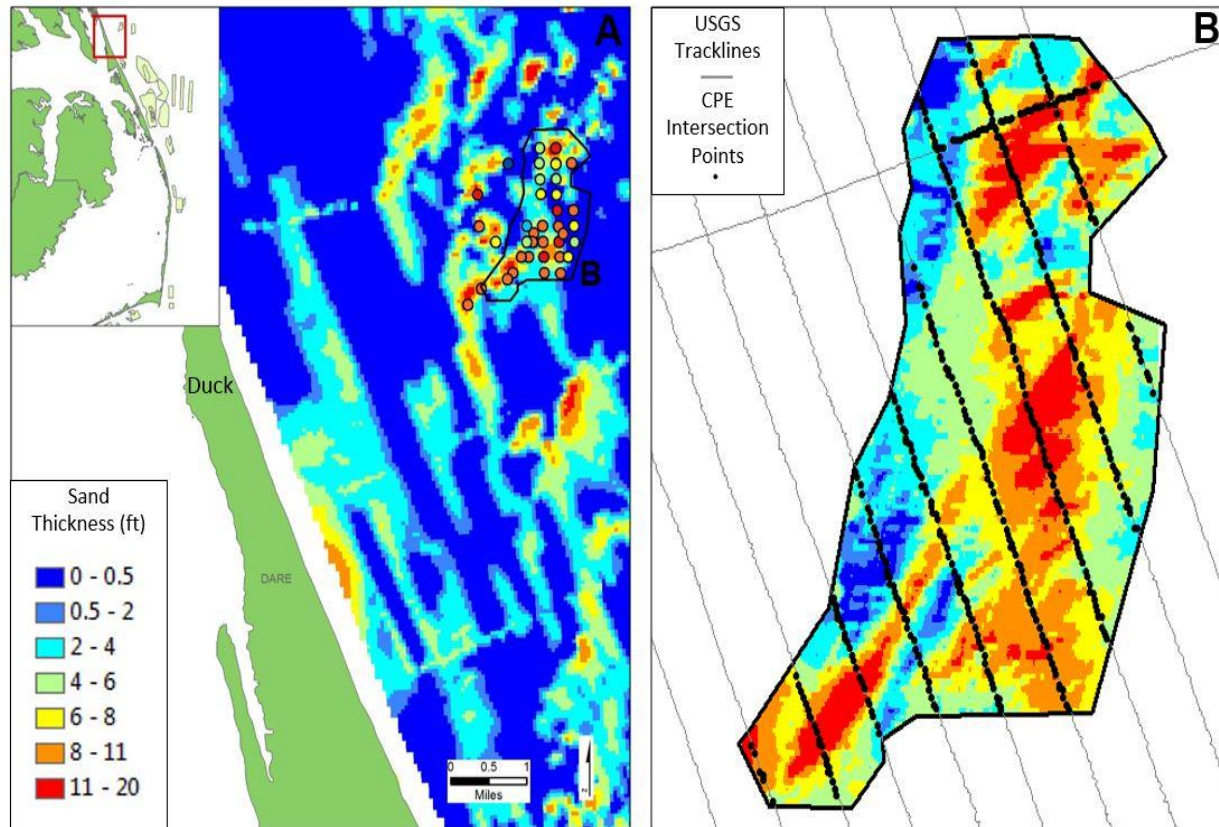 A
B
Duck
DARE
Sand
Thickness (ft)
0 - 0.5
0.5 - 2
2 - 4
4 - 6
6 - 8
8 - 11
11 - 20
0 0.5 1
Miles
N
USGS
Tracklines
CPE
Intersection
Points
B